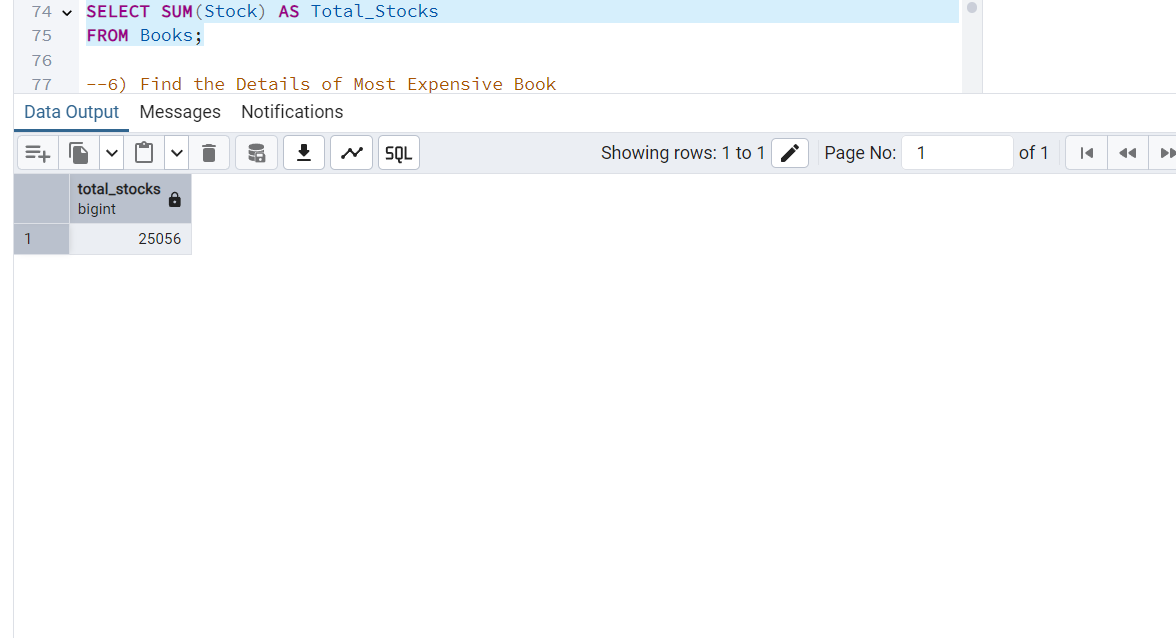 74 SELECT SUM(Stock) AS Total_Stocks
75 FROM Books;
76
77 --6) Find the Details of Most Expensive Book
Data Output Messages Notifications
SQL Showing rows: 1 to 1 Page No: 1 of 1
total_stocks
bigint
1 25056